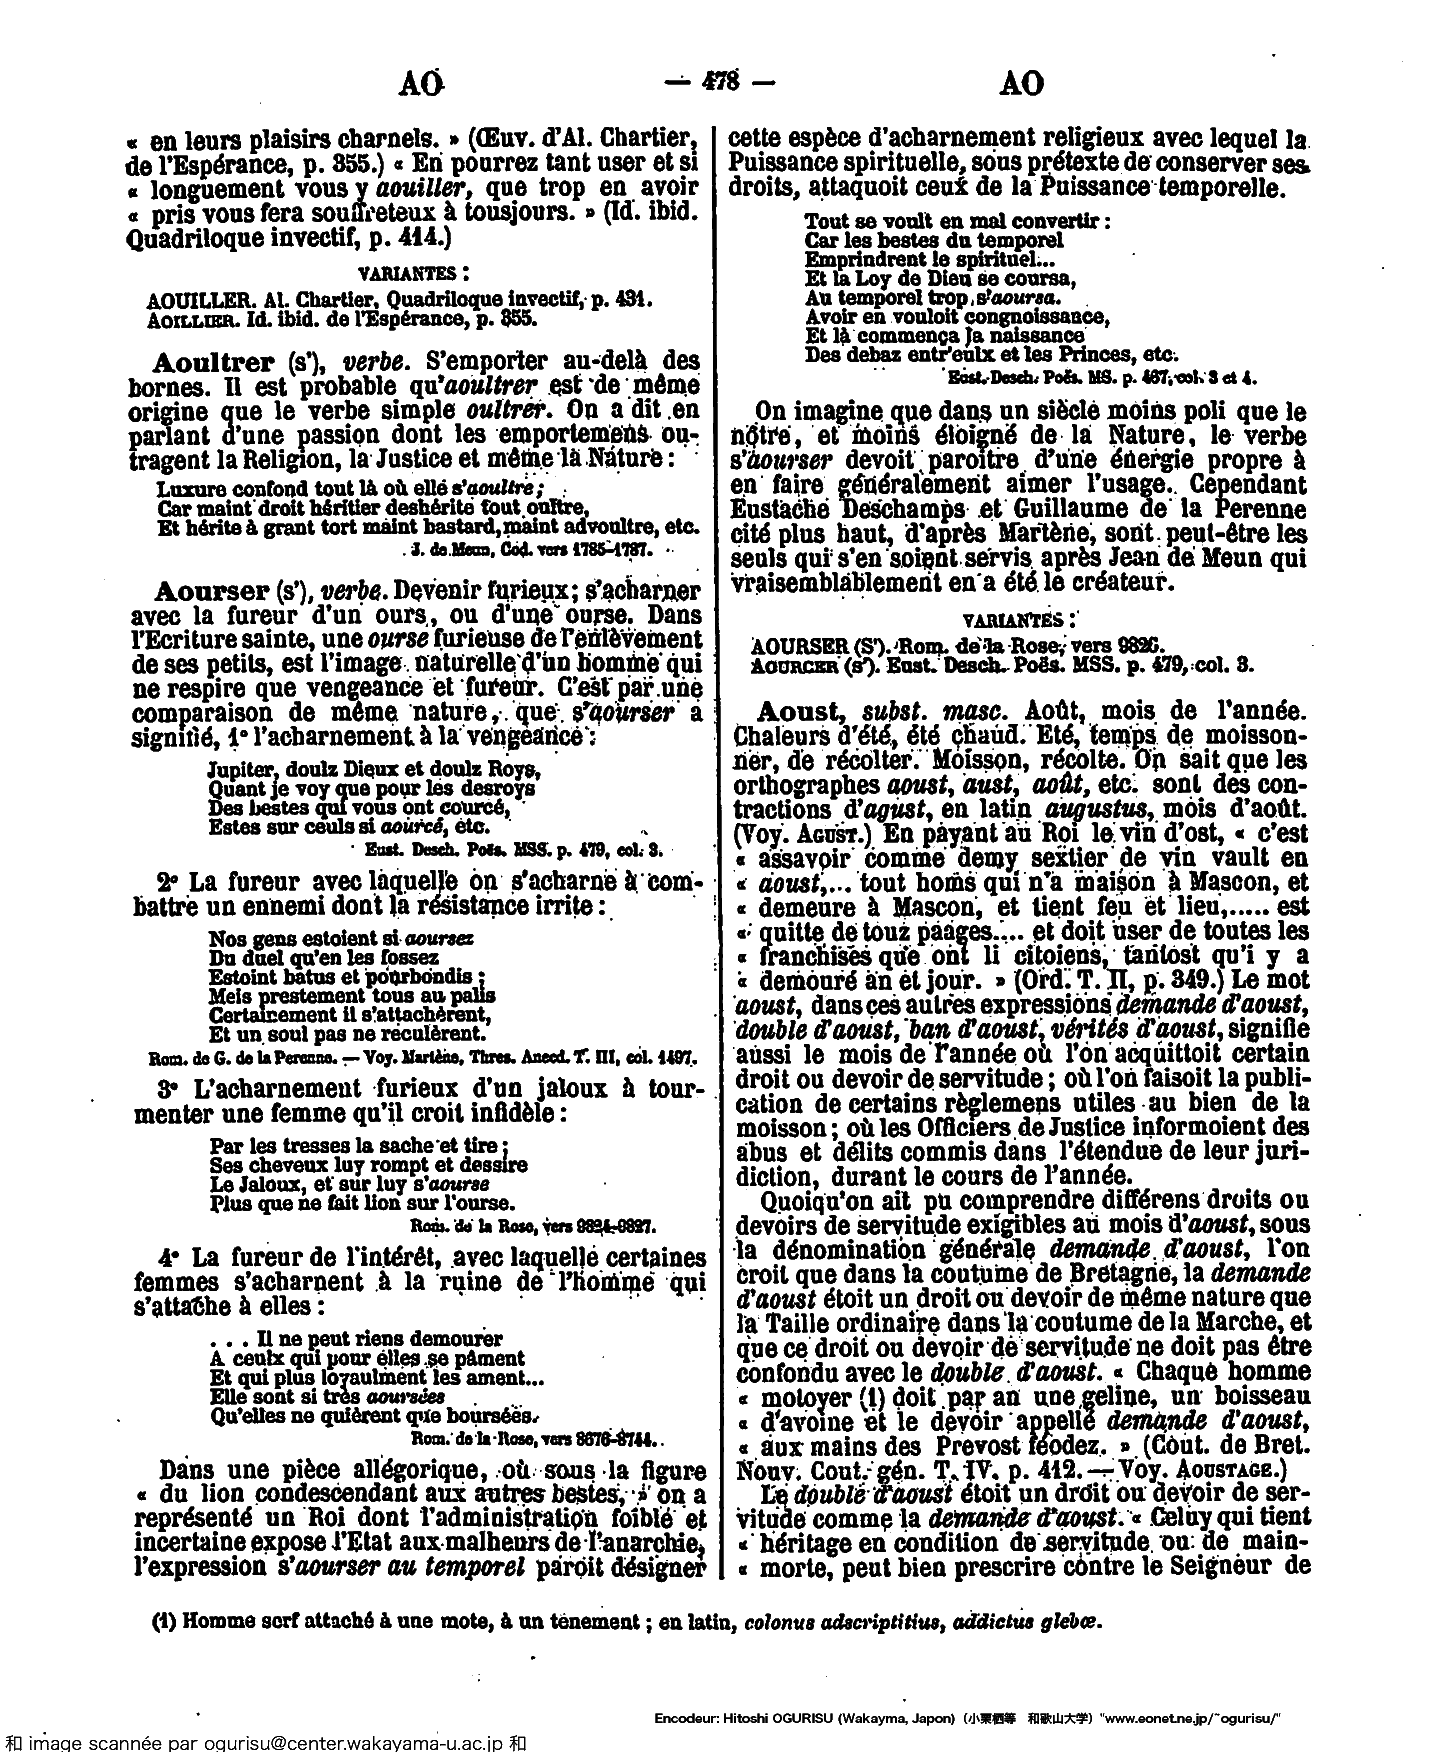 AO — 478 — AO
« en leurs plaisirs charnels. » (Œuv. d'Al. Chartier,
de l'Espérance, p. 355.) « En pourrez tant user et si
« longuement vous y aouiller, que trop en avoir
« pris vous fera souffreteux à tousjours. » (Id. ibid.
Quadriloque invectif, p. 414.)
VARIANTES :
AOUILLER. Al. Chartier, Quadriloque invectif, p. 431.
AOILLIER. Id. ibid. de l'Espérance, p. 355.
Aoultrer (s'), verbe. S'emporter au-delà des
bornes. Il est probable qu'aoultrer est de même
origine que le verbe simple oultrer. On a dit en
parlant d'une passion dont les emportemens ou-
tragent la Religion, la Justice et même la Nature :
Luxure confond tout là où elle s'aoultre ;
Car maint droit héritier deshérite tout oultre,
Et hérite à grant tort maint bastard, maint advoultre, etc.
J. de Meun, Cod. vers 1785-1787.
Aourser (s'), verbe. Devenir furieux ; s'acharner
avec la fureur d'un ours, ou d'une ourse. Dans
l'Ecriture sainte, une ourse furieuse de l'enlèvement
de ses petits, est l'image naturelle d'un homme qui
ne respire que vengeance et fureur. C'est par une
comparaison de même nature, que s'aourser a
signifié, 1° l'acharnement à la vengeance :
Jupiter, doulz Dieux et doulz Roys,
Quant je voy que pour les desroys
Des bestes qui vous ont courcé,
Estes sur ceuls si aourcé, etc.
Eust. Desch. Poës. MSS. p. 479, col. 3.
2° La fureur avec laquelle on s'acharne à com-
battre un ennemi dont la résistance irrite :
Nos gens estoient si aoursez
Du duel qu'en les fossez
Estoint batus et pourbondis ;
Meis prestement tous au palis
Certainement il s'attachèrent,
Et un soul pas ne reculèrent.
Rom. de G. de la Perenne. — Voy. Martène, Thres. Anecd. T. III, col. 1497.
3° L'acharnement furieux d'un jaloux à tour-
menter une femme qu'il croit infidèle :
Par les tresses la sache et tire ;
Ses cheveux luy rompt et dessire
Le Jaloux, et sur luy s'aourse
Plus que ne fait lion sur l'ourse.
Rom. de la Rose, vers 9824-9827.
4° La fureur de l'intérêt, avec laquelle certaines
femmes s'acharnent à la ruine de l'homme qui
s'attache à elles :
. . . Il ne peut riens demourer
A ceulx qui pour elles se pâment
Et qui plus loyaulment les ament...
Elle sont si très aoursées
Qu'elles ne quièrent que boursées.
Rom. de la Rose, vers 8676-8744.
Dans une pièce allégorique, où sous la figure
« du lion condescendant aux autres bestes, » on a
représenté un Roi dont l'administration foible et
incertaine expose l'Etat aux malheurs de l'anarchie,
l'expression s'aourser au temporel paroit désigner
cette espèce d'acharnement religieux avec lequel la
Puissance spirituelle, sous prétexte de conserver ses
droits, attaquoit ceux de la Puissance temporelle.
Tout se voult en mal convertir :
Car les bestes du temporel
Emprindrent le spirituel...
Et la Loy de Dieu se coursa,
Au temporel trop s'aoursa.
Avoir en vouloit congnoissance,
Et là commença la naissance
Des debaz entr'eulx et les Princes, etc.
Eust. Desch. Poës. MS. p. 467, col. 3 et 4.
On imagine que dans un siècle moins poli que le
nôtre, et moins éloigné de la Nature, le verbe
s'aourser devoit paroitre d'une énergie propre à
en faire généralement aimer l'usage. Cependant
Eustache Deschamps et Guillaume de la Perenne
cité plus haut, d'après Martène, sont peut-être les
seuls qui s'en soient servis après Jean de Meun qui
vraisemblablement en a été le créateur.
VARIANTES :
AOURSER (S'). Rom. de la Rose, vers 9826.
AOURCER (s'). Eust. Desch. Poës. MSS. p. 479, col. 3.
Aoust, subst. masc. Août, mois de l'année.
Chaleurs d'été, été chaud. Eté, temps de moisson-
ner, de récolter. Moisson, récolte. On sait que les
orthographes aoust, aust, août, etc. sont des con-
tractions d'agust, en latin augustus, mois d'août.
(Voy. AGUST.) En payant au Roi le vin d'ost, « c'est
« assavoir comme demy sextier de vin vault en
« aoust,... tout homs qui n'a maison à Mascon, et
« demeure à Mascon, et tient feu et lieu,..... est
« quitte de touz paages.... et doit user de toutes les
« franchises que ont li citoiens, tantost qu'i y a
« demouré an et jour. » (Ord. T. II, p. 349.) Le mot
aoust, dans ces autres expressions demande d'aoust,
double d'aoust, ban d'aoust, vérités d'aoust, signifie
aussi le mois de l'année où l'on acquittoit certain
droit ou devoir de servitude ; où l'on faisoit la publi-
cation de certains règlemens utiles au bien de la
moisson ; où les Officiers de Justice informoient des
abus et délits commis dans l'étendue de leur juri-
diction, durant le cours de l'année.
Quoiqu'on ait pu comprendre différens droits ou
devoirs de servitude exigibles au mois d'aoust, sous
la dénomination générale demande d'aoust, l'on
croit que dans la coutume de Bretagne, la demande
d'aoust étoit un droit ou devoir de même nature que
la Taille ordinaire dans la coutume de la Marche, et
que ce droit ou devoir de servitude ne doit pas être
confondu avec le double d'aoust. « Chaque homme
« motoyer (1) doit par an une geline, un boisseau
« d'avoine et le devoir appellé demande d'aoust,
« aux mains des Prevost féodez. » (Cout. de Bret.
Nouv. Cout. gén. T. IV, p. 412. — Voy. AOUSTAGE.)
Le double d'aoust étoit un droit ou devoir de ser-
vitude comme la demande d'aoust. « Celuy qui tient
« héritage en condition de servitude ou de main-
« morte, peut bien prescrire contre le Seigneur de
(1) Homme serf attaché à une mote, à un tenement ; en latin, colonus adscriptitius, addictus glebæ.
Encodeur: Hitoshi OGURISU (Wakayma, Japon) (小栗栖等 和歌山大学) "www.eonet.ne.jp/~ogurisu/"
和 image scannée par ogurisu@center.wakayama-u.ac.jp 和